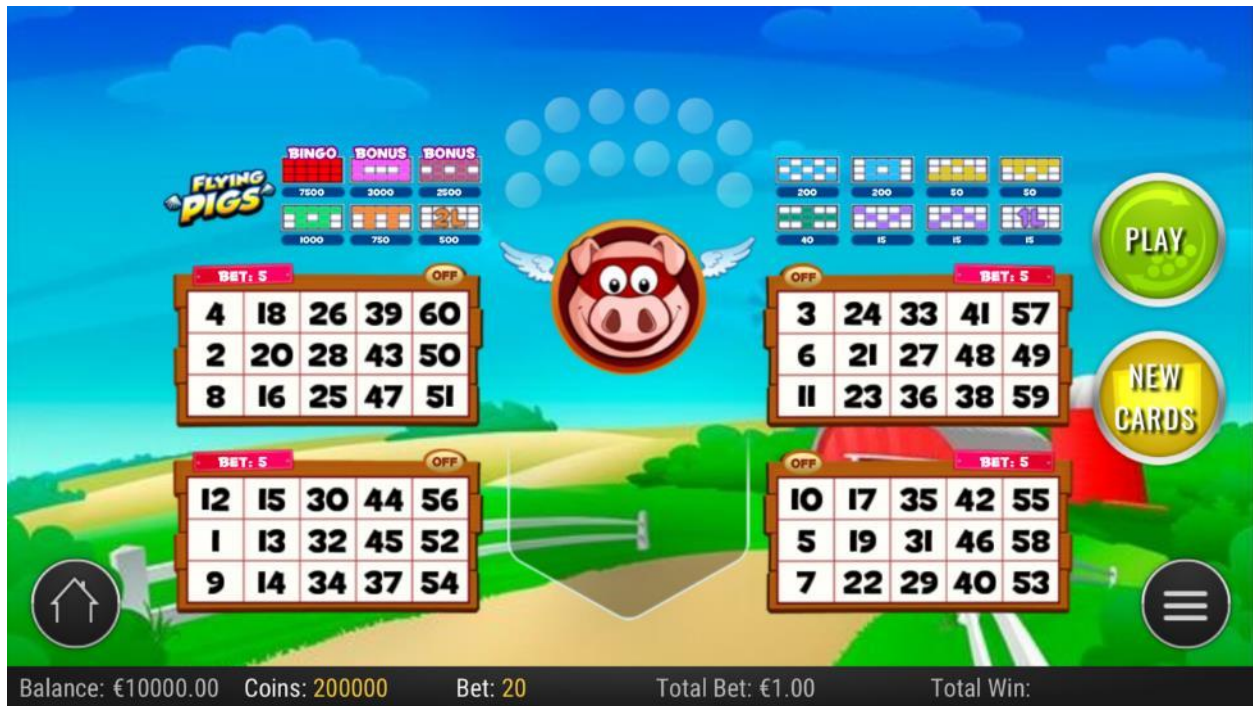 FLYING
PIGS
BINGO BONUS BONUS
7500 3000 2500
2L
1000 750 500
200 200 50 50
1L
40 15 15 15
BET: 5 OFF
4 18 26 39 60
2 20 28 43 50
8 16 25 47 51
OFF BET: 5
3 24 33 41 57
6 21 27 48 49
11 23 36 38 59
BET: 5 OFF
12 15 30 44 56
1 13 32 45 52
9 14 34 37 54
OFF BET: 5
10 17 35 42 55
5 19 31 46 58
7 22 29 40 53
PLAY
NEW
CARDS
Balance: €10000.00 Coins: 200000 Bet: 20 Total Bet: €1.00 Total Win: